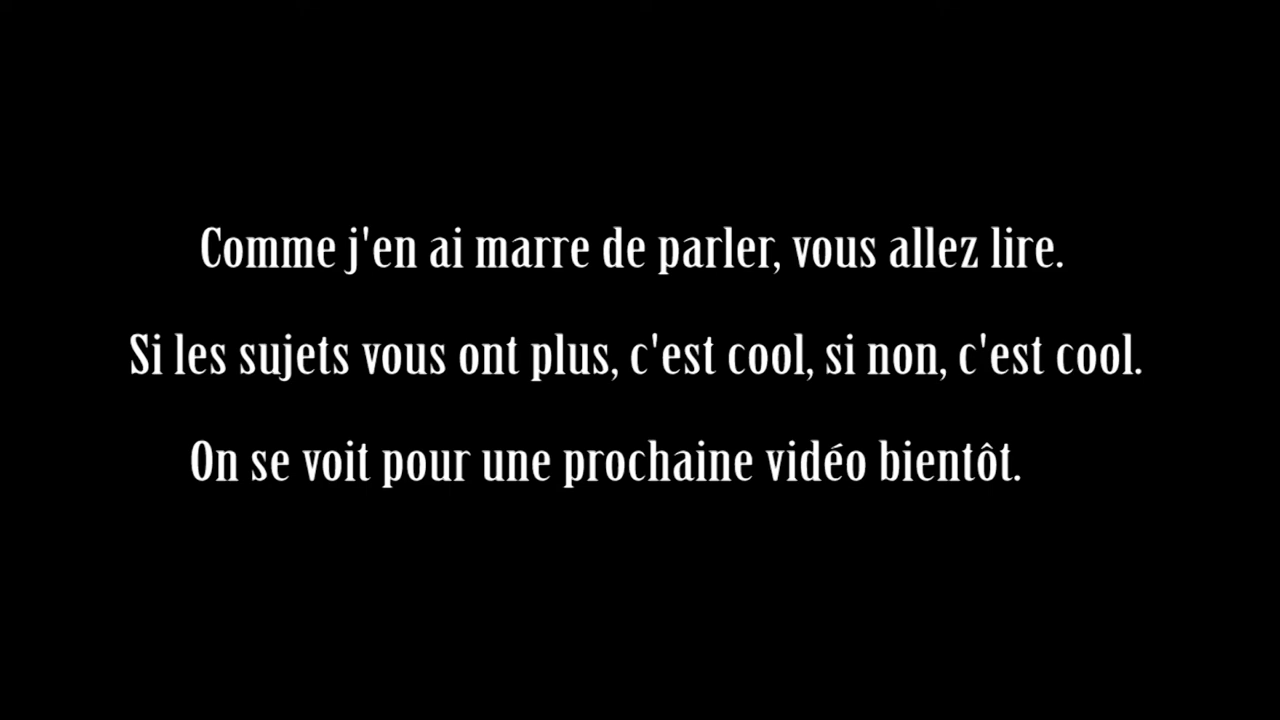 Comme j'en ai marre de parler, vous allez lire.
Si les sujets vous ont plus, c'est cool, si non, c'est cool.
On se voit pour une prochaine vidéo bientôt.